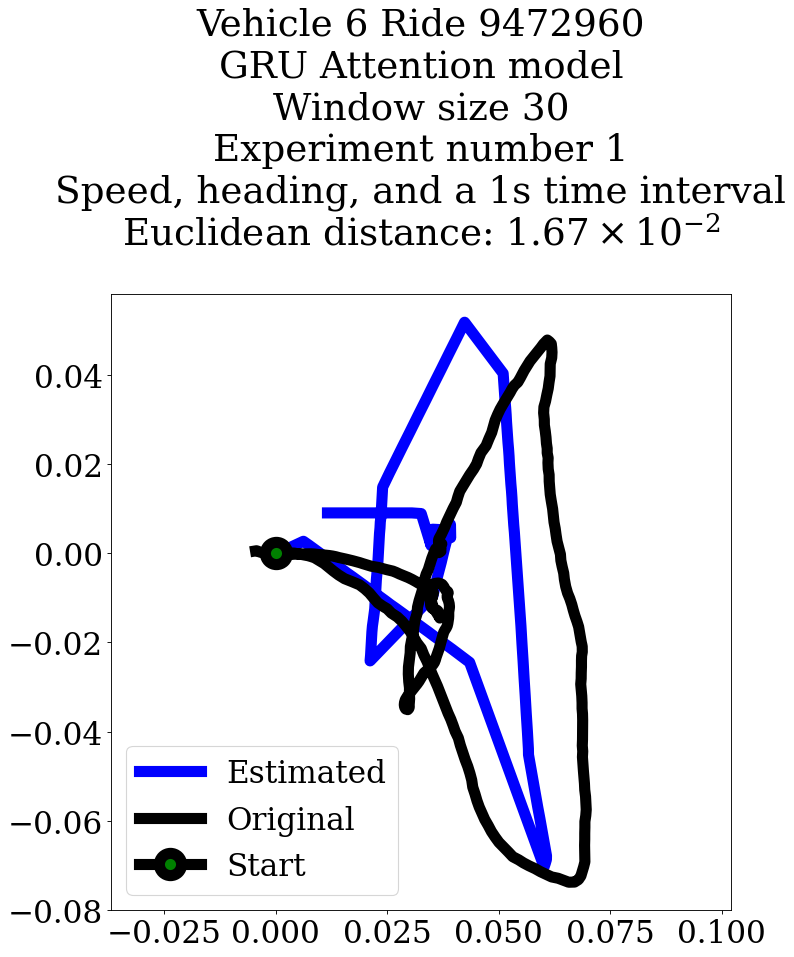 Vehicle 6 Ride 9472960
GRU Attention model
Window size 30
Experiment number 1
Speed, heading, and a 1s time interval
Euclidean distance: 1.67 × 10⁻²
0.04
0.02
0.00
−0.02
−0.04
−0.06
−0.08
Estimated
Original
Start
−0.025 0.000 0.025 0.050 0.075 0.100